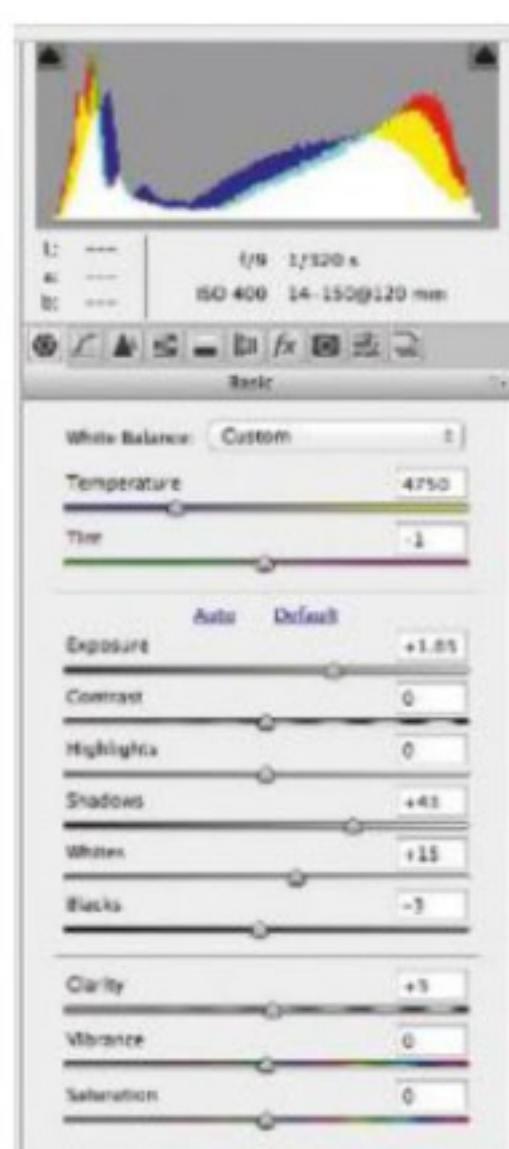 L: ---
a: ---
b: ---
f/9 1/320 s
ISO 400 14-150@120 mm
fx
Basic
White Balance: Custom
Temperature 4750
Tint -1
Auto Default
Exposure +1.85
Contrast 0
Highlights 0
Shadows
Whites +15
Blacks -3
Clarity +5
Vibrance 0
Saturation 0